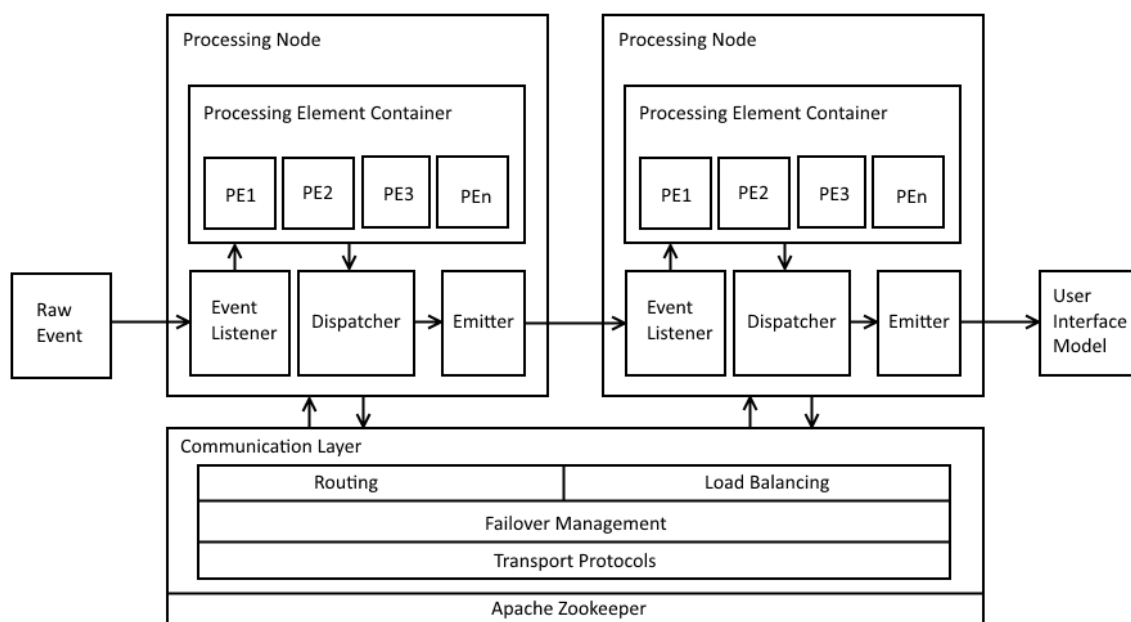 Processing Node
Processing Element Container
PE1
PE2
PE3
PEn
Processing Node
Processing Element Container
PE1
PE2
PE3
PEn
Raw
Event
Event
Listener
Dispatcher
Emitter
Event
Listener
Dispatcher
Emitter
User
Interface
Model
Communication Layer
Routing
Load Balancing
Failover Management
Transport Protocols
Apache Zookeeper